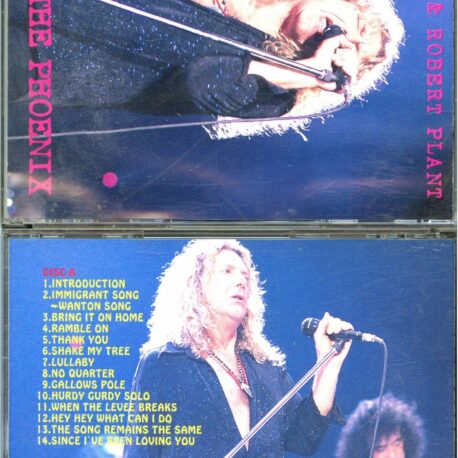 & ROBERT PLANT
THE PHOENIX
DISC A
1.INTRODUCTION
2.IMMIGRANT SONG
~WANTON SONG
3.BRING IT ON HOME
4.RAMBLE ON
5.THANK YOU
6.SHAKE MY TREE
7.LULLABY
8.NO QUARTER
9.GALLOWS POLE
10.HURDY GURDY SOLO
11.WHEN THE LEVEE BREAKS
12.HEY HEY WHAT CAN I DO
13.THE SONG REMAINS THE SAME
14.SINCE I'VE BEEN LOVING YOU